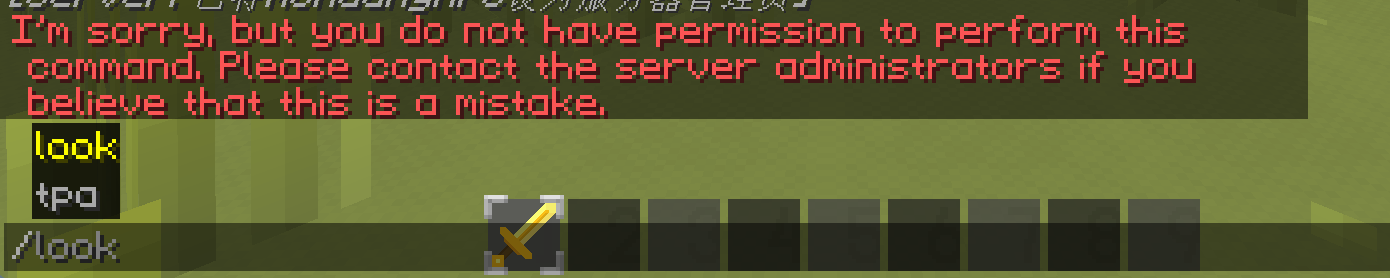 I'm sorry, but you do not have permission to perform this
command. Please contact the server administrators if you
believe that this is a mistake.
look
tpa
/look